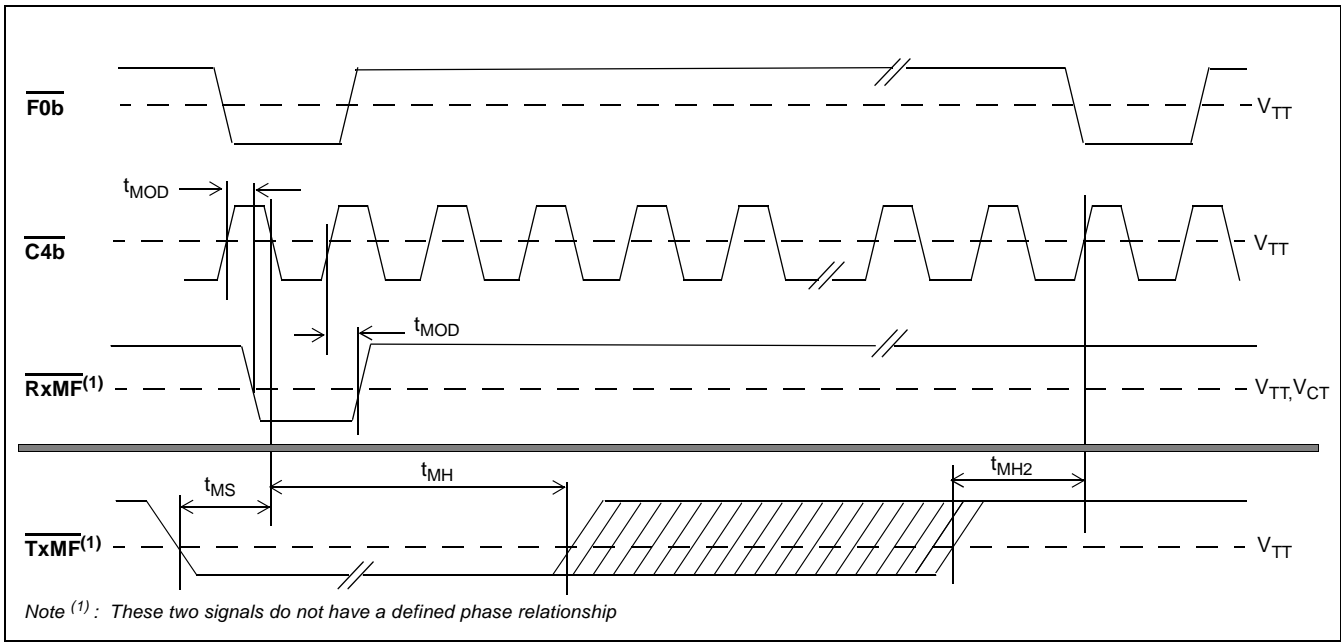 F0b
V_TT
t_MOD
C4b
V_TT
t_MOD
RxMF(1)
V_TT,V_CT
t_MS
t_MH
t_MH2
TxMF(1)
V_TT
Note (1) : These two signals do not have a defined phase relationship